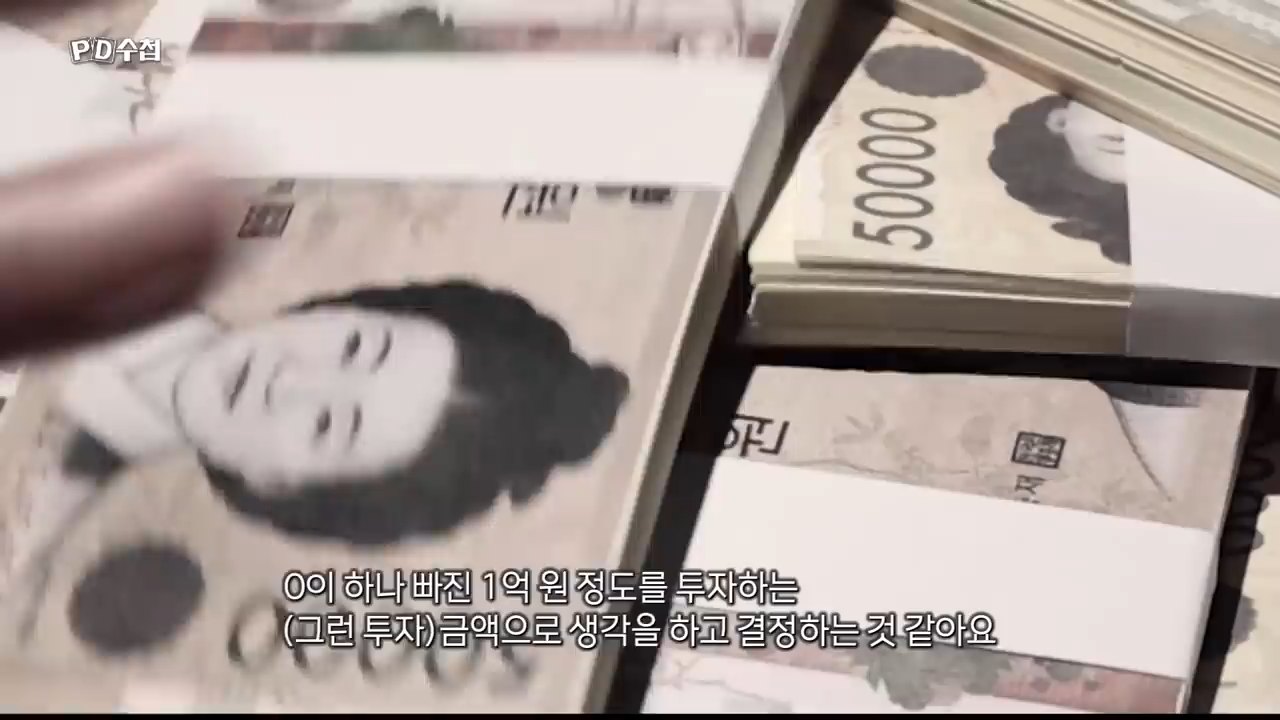 PD수첩
50000
0이 하나 빠진 1억 원 정도를 투자하는
(그런 투자)금액으로 생각을 하고 결정하는 것 같아요